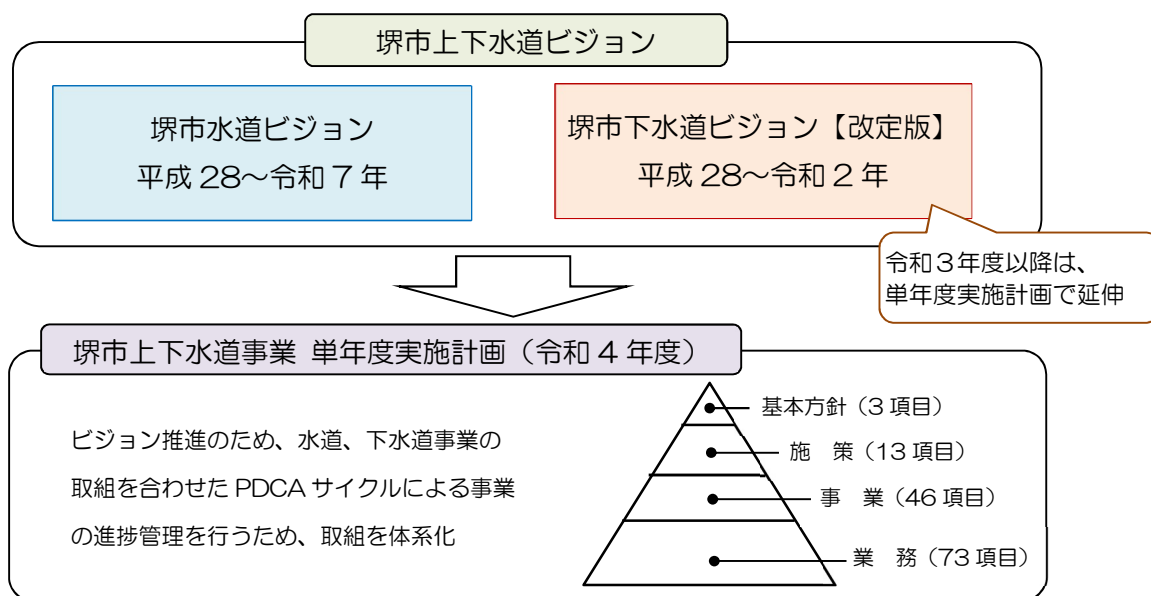 堺市上下水道ビジョン
堺市水道ビジョン
平成 28～令和 7 年
堺市下水道ビジョン【改定版】
平成 28～令和 2 年
令和３年度以降は、
単年度実施計画で延伸
堺市上下水道事業 単年度実施計画（令和 4 年度）
ビジョン推進のため、水道、下水道事業の
取組を合わせた PDCA サイクルによる事業
の進捗管理を行うため、取組を体系化
基本方針（3 項目）
施　策（13 項目）
事　業（46 項目）
業　務（73 項目）